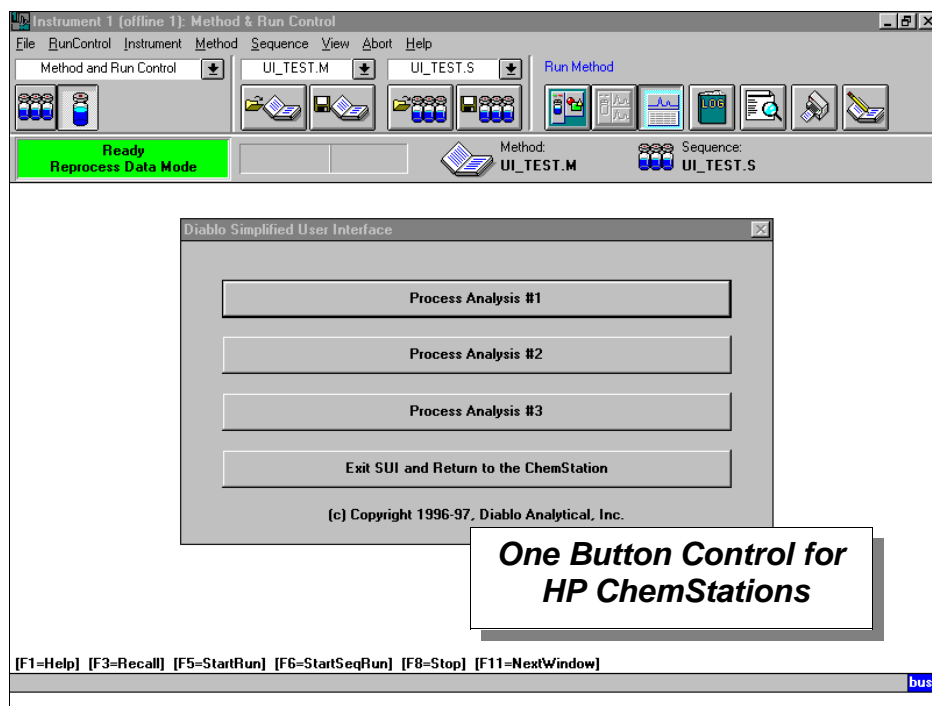 Instrument 1 (offline 1): Method & Run Control
File RunControl Instrument Method Sequence View Abort Help
Method and Run Control UI_TEST.M UI_TEST.S Run Method
LOG
Ready
Reprocess Data Mode
Method:
UI_TEST.M
Sequence:
UI_TEST.S
Diablo Simplified User Interface
Process Analysis #1
Process Analysis #2
Process Analysis #3
Exit SUI and Return to the ChemStation
(c) Copyright 1996-97, Diablo Analytical, Inc.
One Button Control for
HP ChemStations
[F1=Help] [F3=Recall] [F5=StartRun] [F6=StartSeqRun] [F8=Stop] [F11=NextWindow]
bus